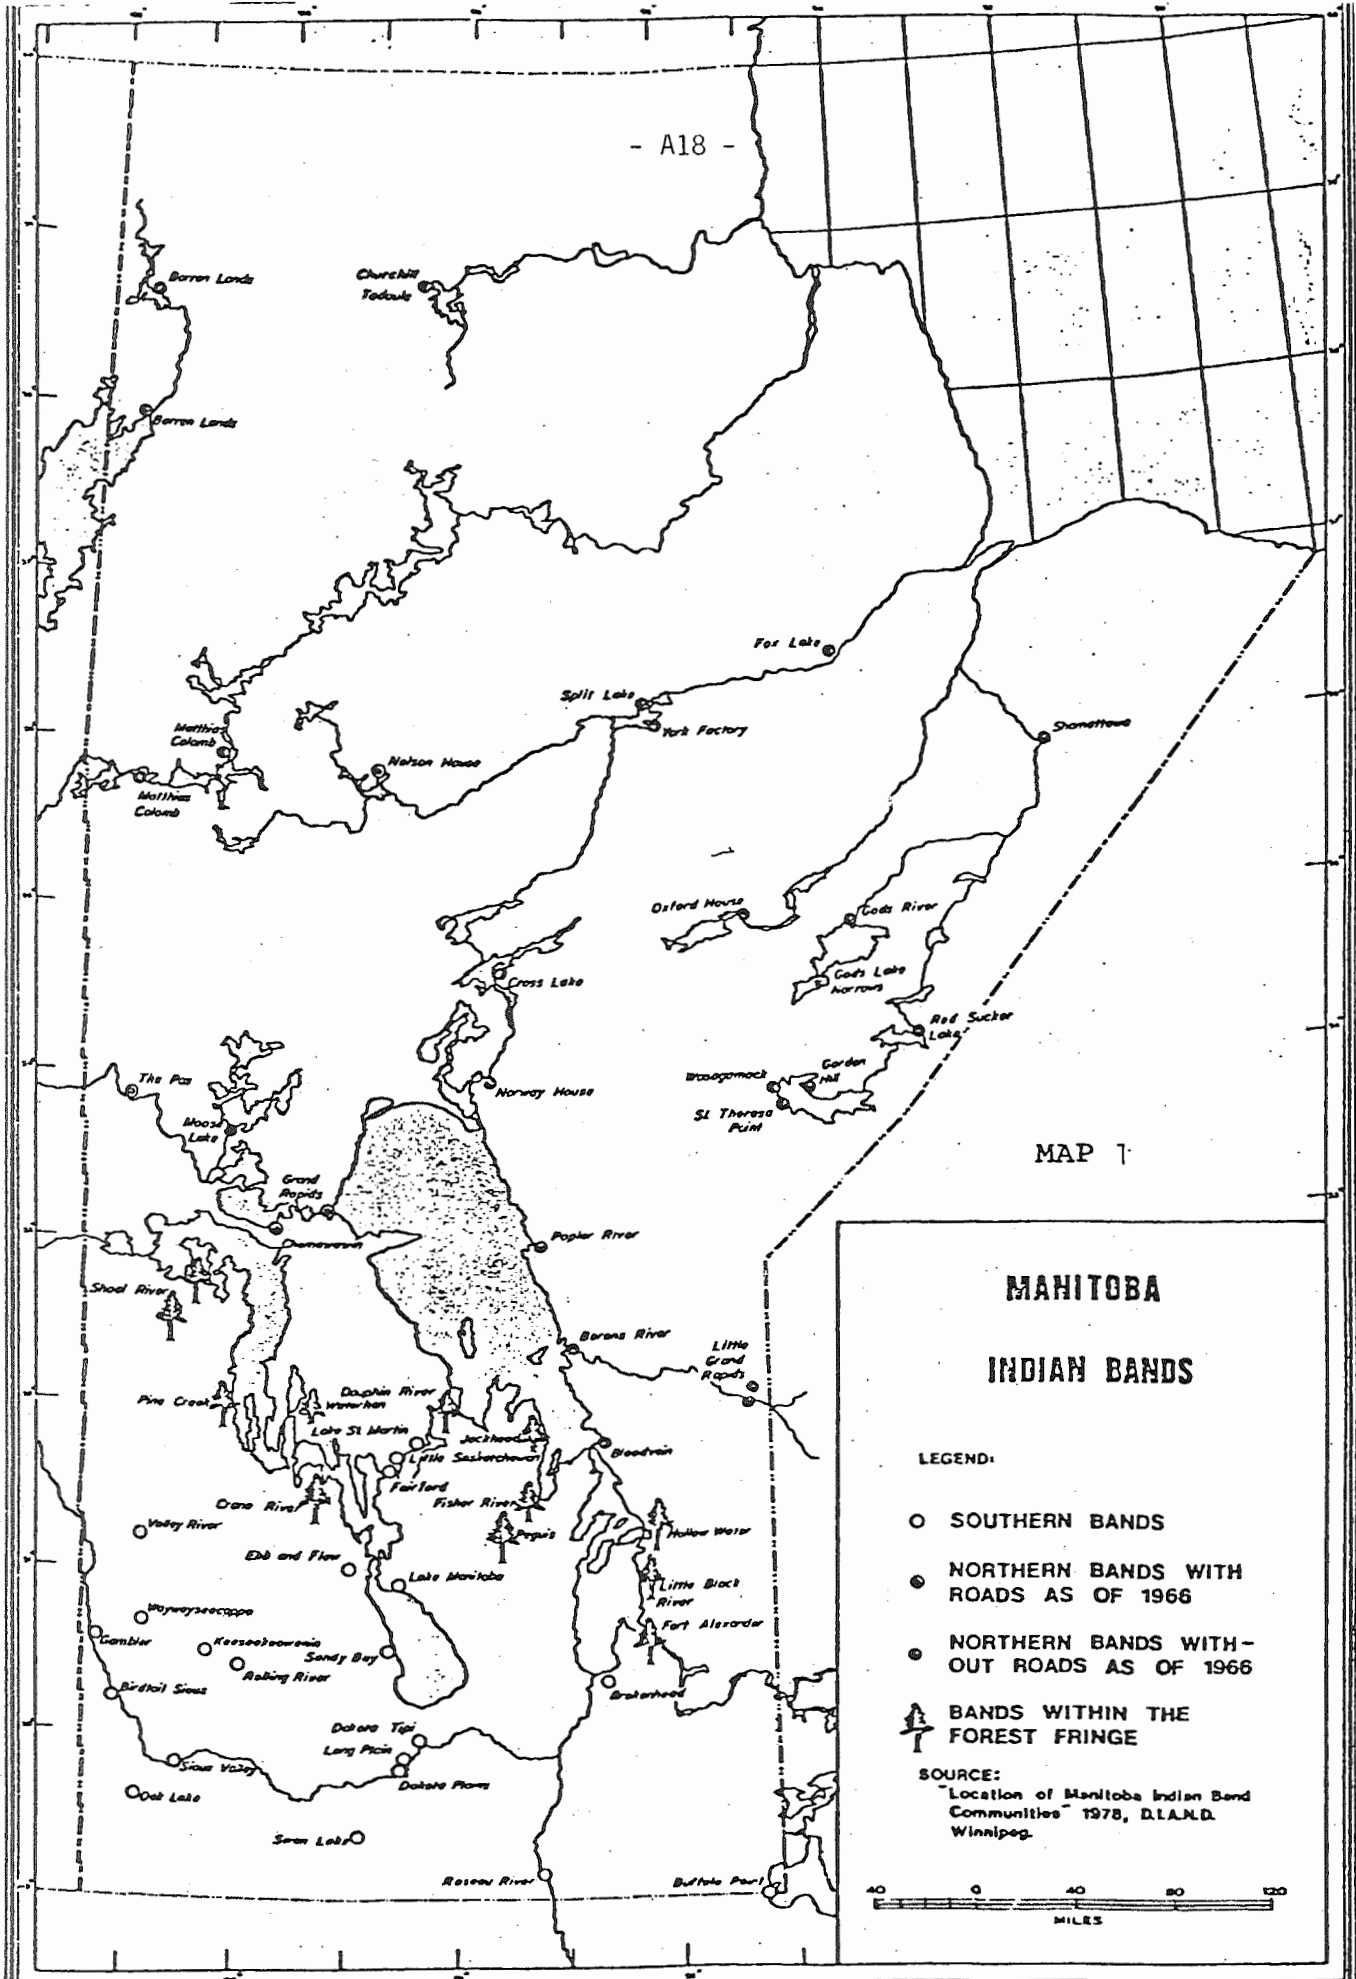 - A18 -
Barren Lands
Churchill
Tadoule
Barren Lands
Fox Lake
Split Lake
York Factory
Shamattawa
Matthias
Colomb
Nelson House
Matthias
Colomb
Oxford House
Gods River
Cross Lake
Gods Lake
Narrows
Red Sucker
Lake
The Pas
Norway House
Wasagamack
Garden
Hill
St. Theresa
Point
Moose
Lake
MAP 1
Grand
Rapids
Poplar River
Shoal River
Berens River
Little
Grand
Rapids
Pine Creek
Dauphin River
Waterhen
Lake St Martin
Jackhead
Little Saskatchewan
Bloodvein
Fairford
Crane River
Fisher River
Peguis
Hollow Water
Valley River
Ebb and Flow
Lake Manitoba
Little Black
River
Waywayseecappo
Fort Alexander
Gambler
Keeseekoowenin
Sandy Bay
Rolling River
Birdtail Sioux
Brokenhead
Dakota Tipi
Long Plain
Sioux Valley
Dakota Plains
Oak Lake
Swan Lake
Roseau River
Buffalo Point
MANITOBA
INDIAN BANDS
LEGEND:
SOUTHERN BANDS
NORTHERN BANDS WITH
ROADS AS OF 1966
NORTHERN BANDS WITH-
OUT ROADS AS OF 1966
BANDS WITHIN THE
FOREST FRINGE
SOURCE:
"Location of Manitoba Indian Band
Communities" 1978, D.I.A.N.D.
Winnipeg.
40 0 40 80 120
MILES